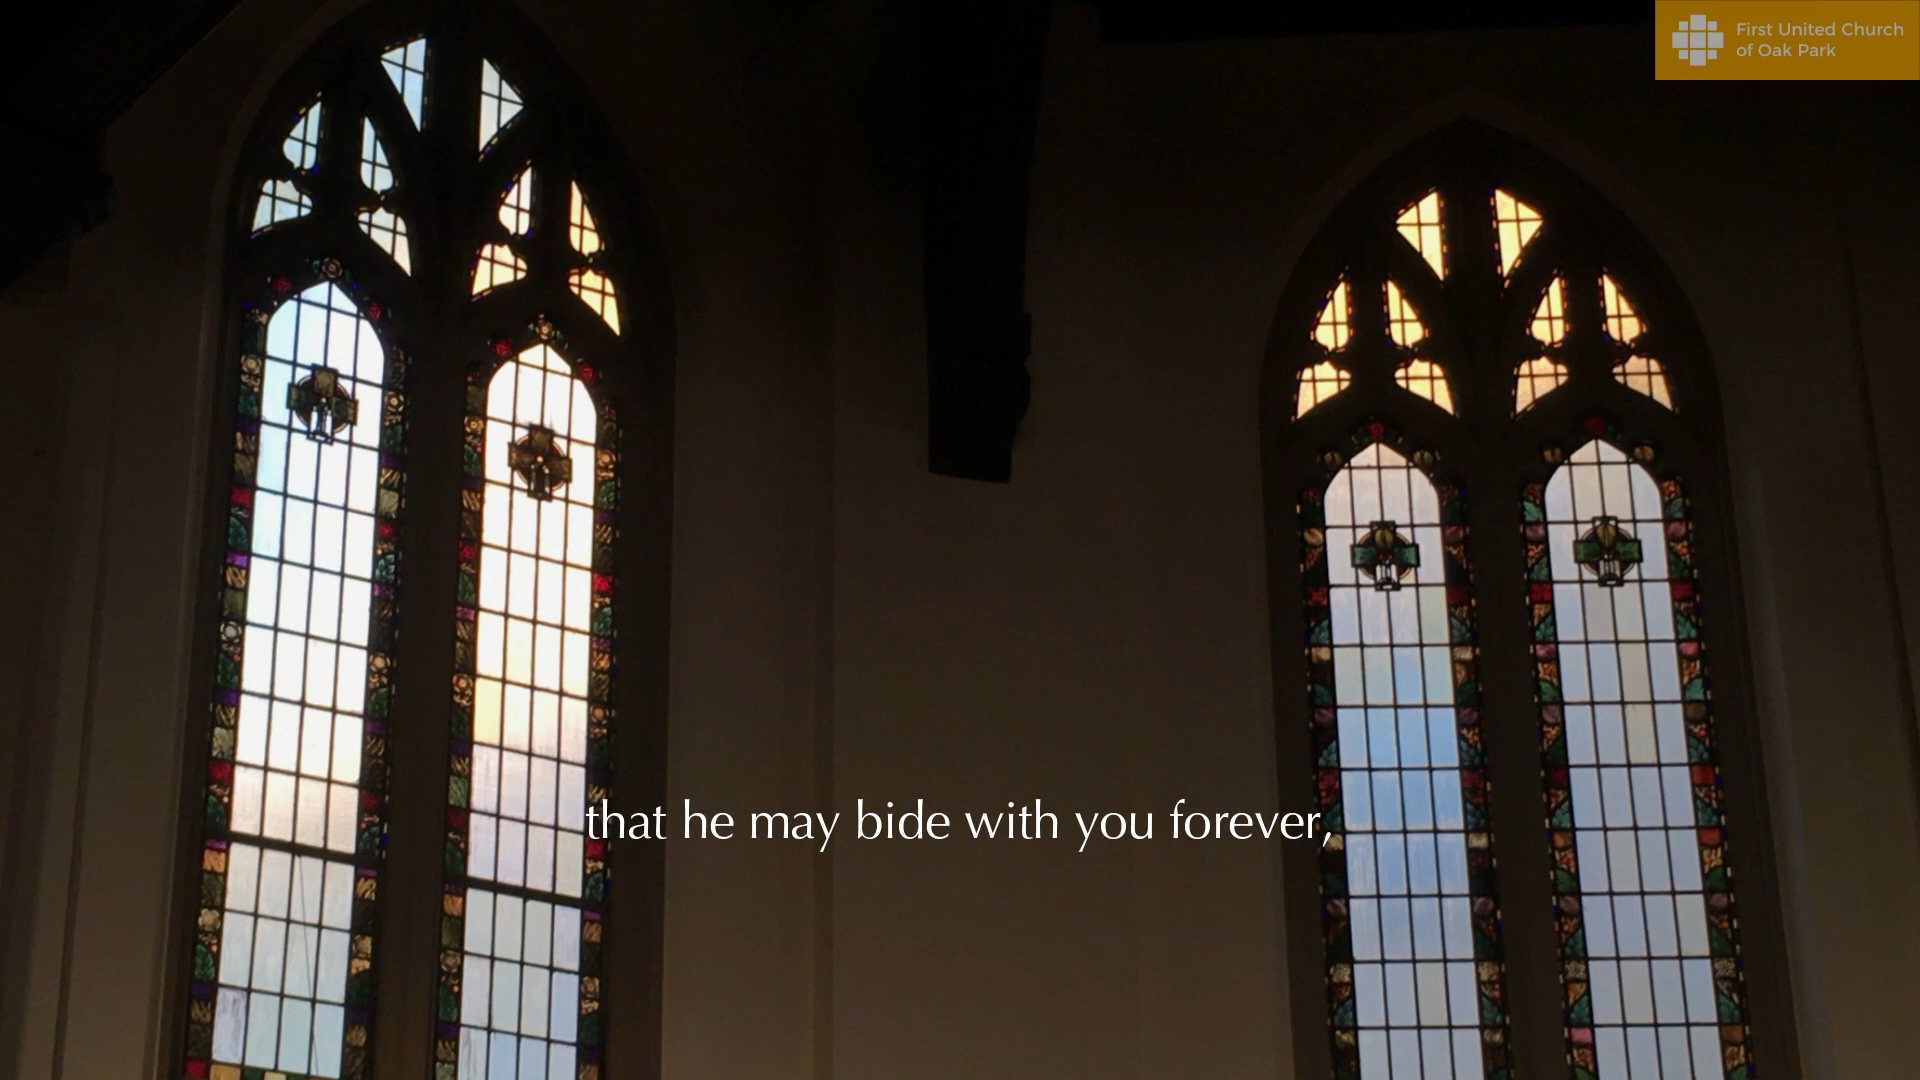 First United Church
of Oak Park
that he may bide with you forever,